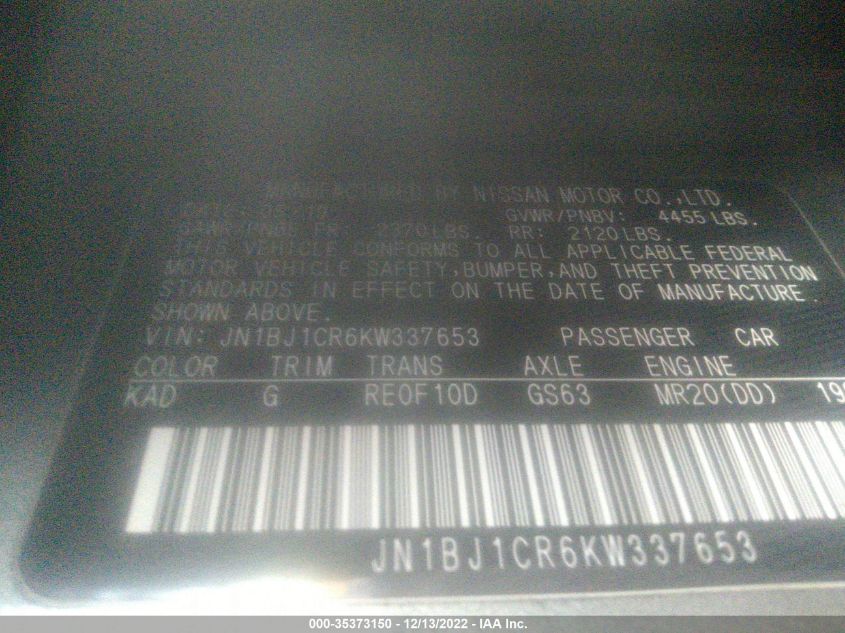 MANUFACTURED BY NISSAN MOTOR CO.,LTD.
DATE: GVWR/PNBV: 4455 LBS.
GAWR/PNBE FR: 2370LBS. RR: 2120LBS.
THIS VEHICLE CONFORMS TO ALL APPLICABLE FEDERAL
MOTOR VEHICLE SAFETY,BUMPER,AND THEFT PREVENTION
STANDARDS IN EFFECT ON THE DATE OF MANUFACTURE
SHOWN ABOVE.
VIN: JN1BJ1CR6KW337653 PASSENGER CAR
COLOR TRIM TRANS AXLE ENGINE
KAD G RE0F10D GS63 MR20(DD)
JN1BJ1CR6KW337653
000-35373150 - 12/13/2022 - IAA Inc.